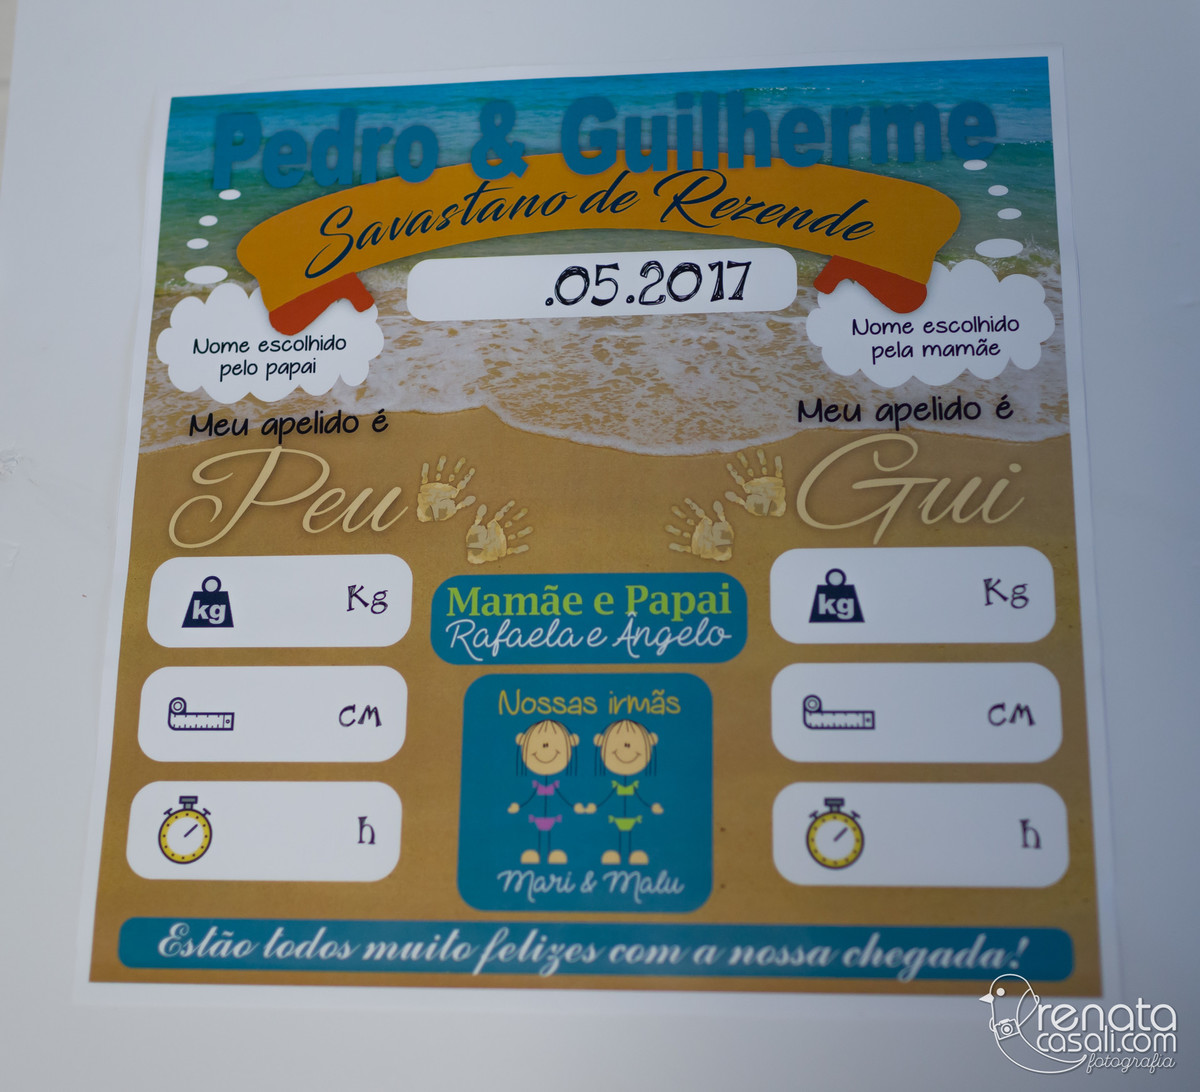 Pedro & Guilherme
Savastano de Rezende
.05.2017
Nome escolhido
pelo papai
Nome escolhido
pela mamãe
Meu apelido é
Peu
Meu apelido é
Gui
kg Kg
cm
h
Mamãe e Papai
Rafaela e Ângelo
Nossas irmãs
Mari & Malu
kg Kg
cm
h
Estão todos muito felizes com a nossa chegada!
renata
casali.com
fotografia